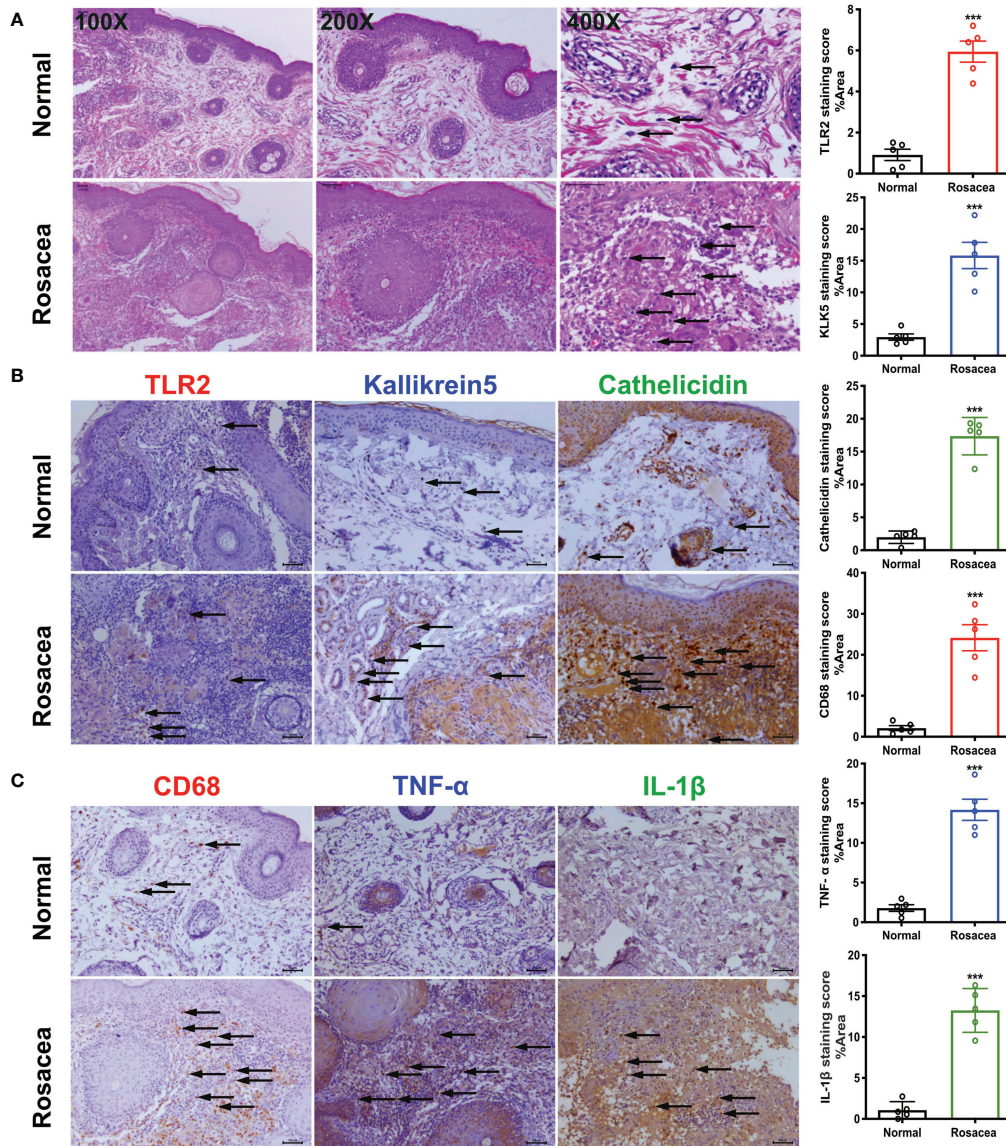 A
100X
200X
400X
Normal
Rosacea
TLR2 staining score
%Area
8
6
4
2
0
***
Normal
Rosacea
KLK5 staining score
%Area
25
20
15
10
5
0
***
Normal
Rosacea
B
TLR2
Kallikrein5
Cathelicidin
Normal
Rosacea
Cathelicidin staining score
%Area
25
20
15
10
5
0
***
Normal
Rosacea
CD68 staining score
%Area
40
30
20
10
0
***
Normal
Rosacea
C
CD68
TNF-α
IL-1β
Normal
Rosacea
TNF- α staining score
%Area
20
15
10
5
0
***
Normal
Rosacea
IL-1β staining score
%Area
20
15
10
5
0
***
Normal
Rosacea